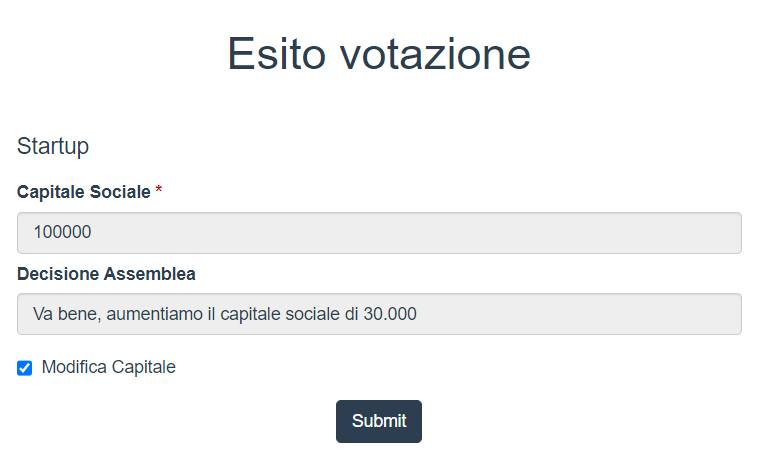 Esito votazione
Startup
Capitale Sociale *
100000
Decisione Assemblea
Va bene, aumentiamo il capitale sociale di 30.000
Modifica Capitale
Submit